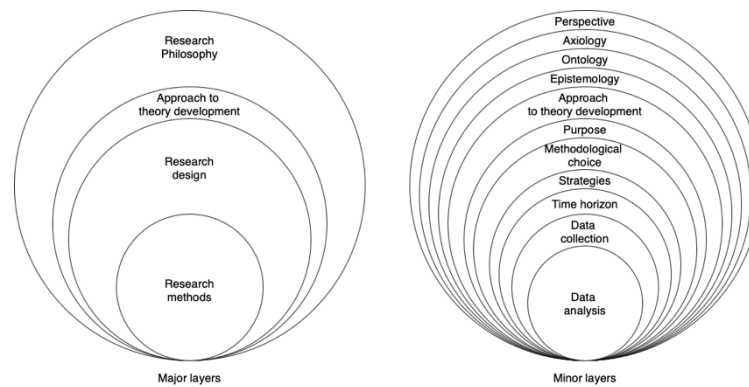 Research
Philosophy
Approach to
theory development
Research
design
Research
methods
Major layers
Perspective
Axiology
Ontology
Epistemology
Approach
to theory development
Purpose
Methodological
choice
Strategies
Time horizon
Data
collection
Data
analysis
Minor layers